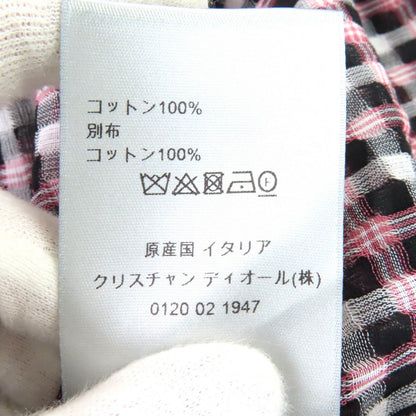 コットン100%
別布
コットン100%
原産国 イタリア
クリスチャン ディオール(株)
0120 02 1947